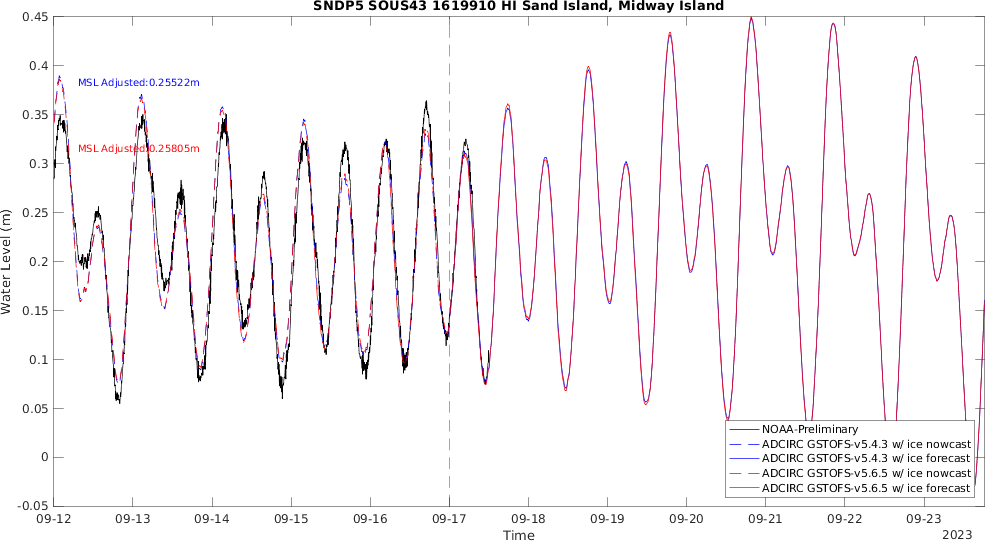 SNDP5 SOUS43 1619910 HI Sand Island, Midway Island
0.45
0.4
0.35
0.3
0.25
0.2
0.15
0.1
0.05
0
-0.05
Water Level (m)
MSL Adjusted:0.25522m
MSL Adjusted:0.25805m
NOAA-Preliminary
ADCIRC GSTOFS-v5.4.3 w/ ice nowcast
ADCIRC GSTOFS-v5.4.3 w/ ice forecast
ADCIRC GSTOFS-v5.6.5 w/ ice nowcast
ADCIRC GSTOFS-v5.6.5 w/ ice forecast
09-12 09-13 09-14 09-15 09-16 09-17 09-18 09-19 09-20 09-21 09-22 09-23
Time
2023